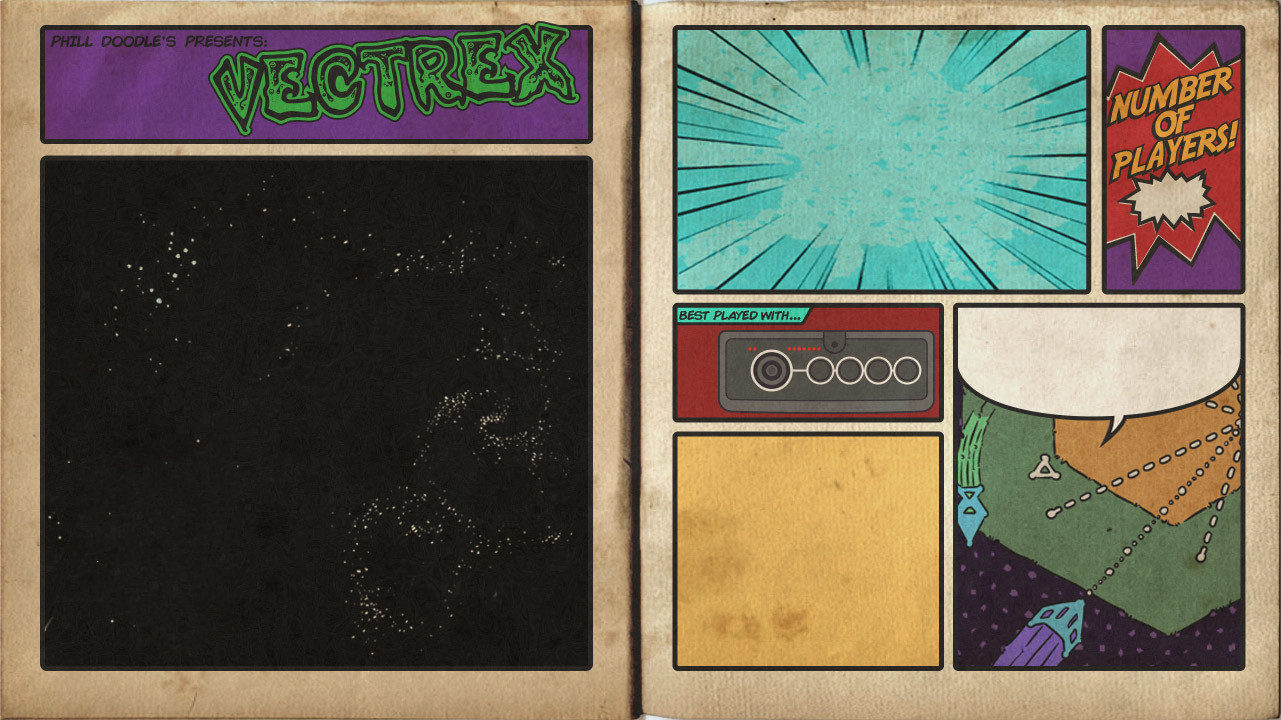 PHILL DOODLE'S PRESENTS:
VECTREX
NUMBER
OF
PLAYERS!
BEST PLAYED WITH...